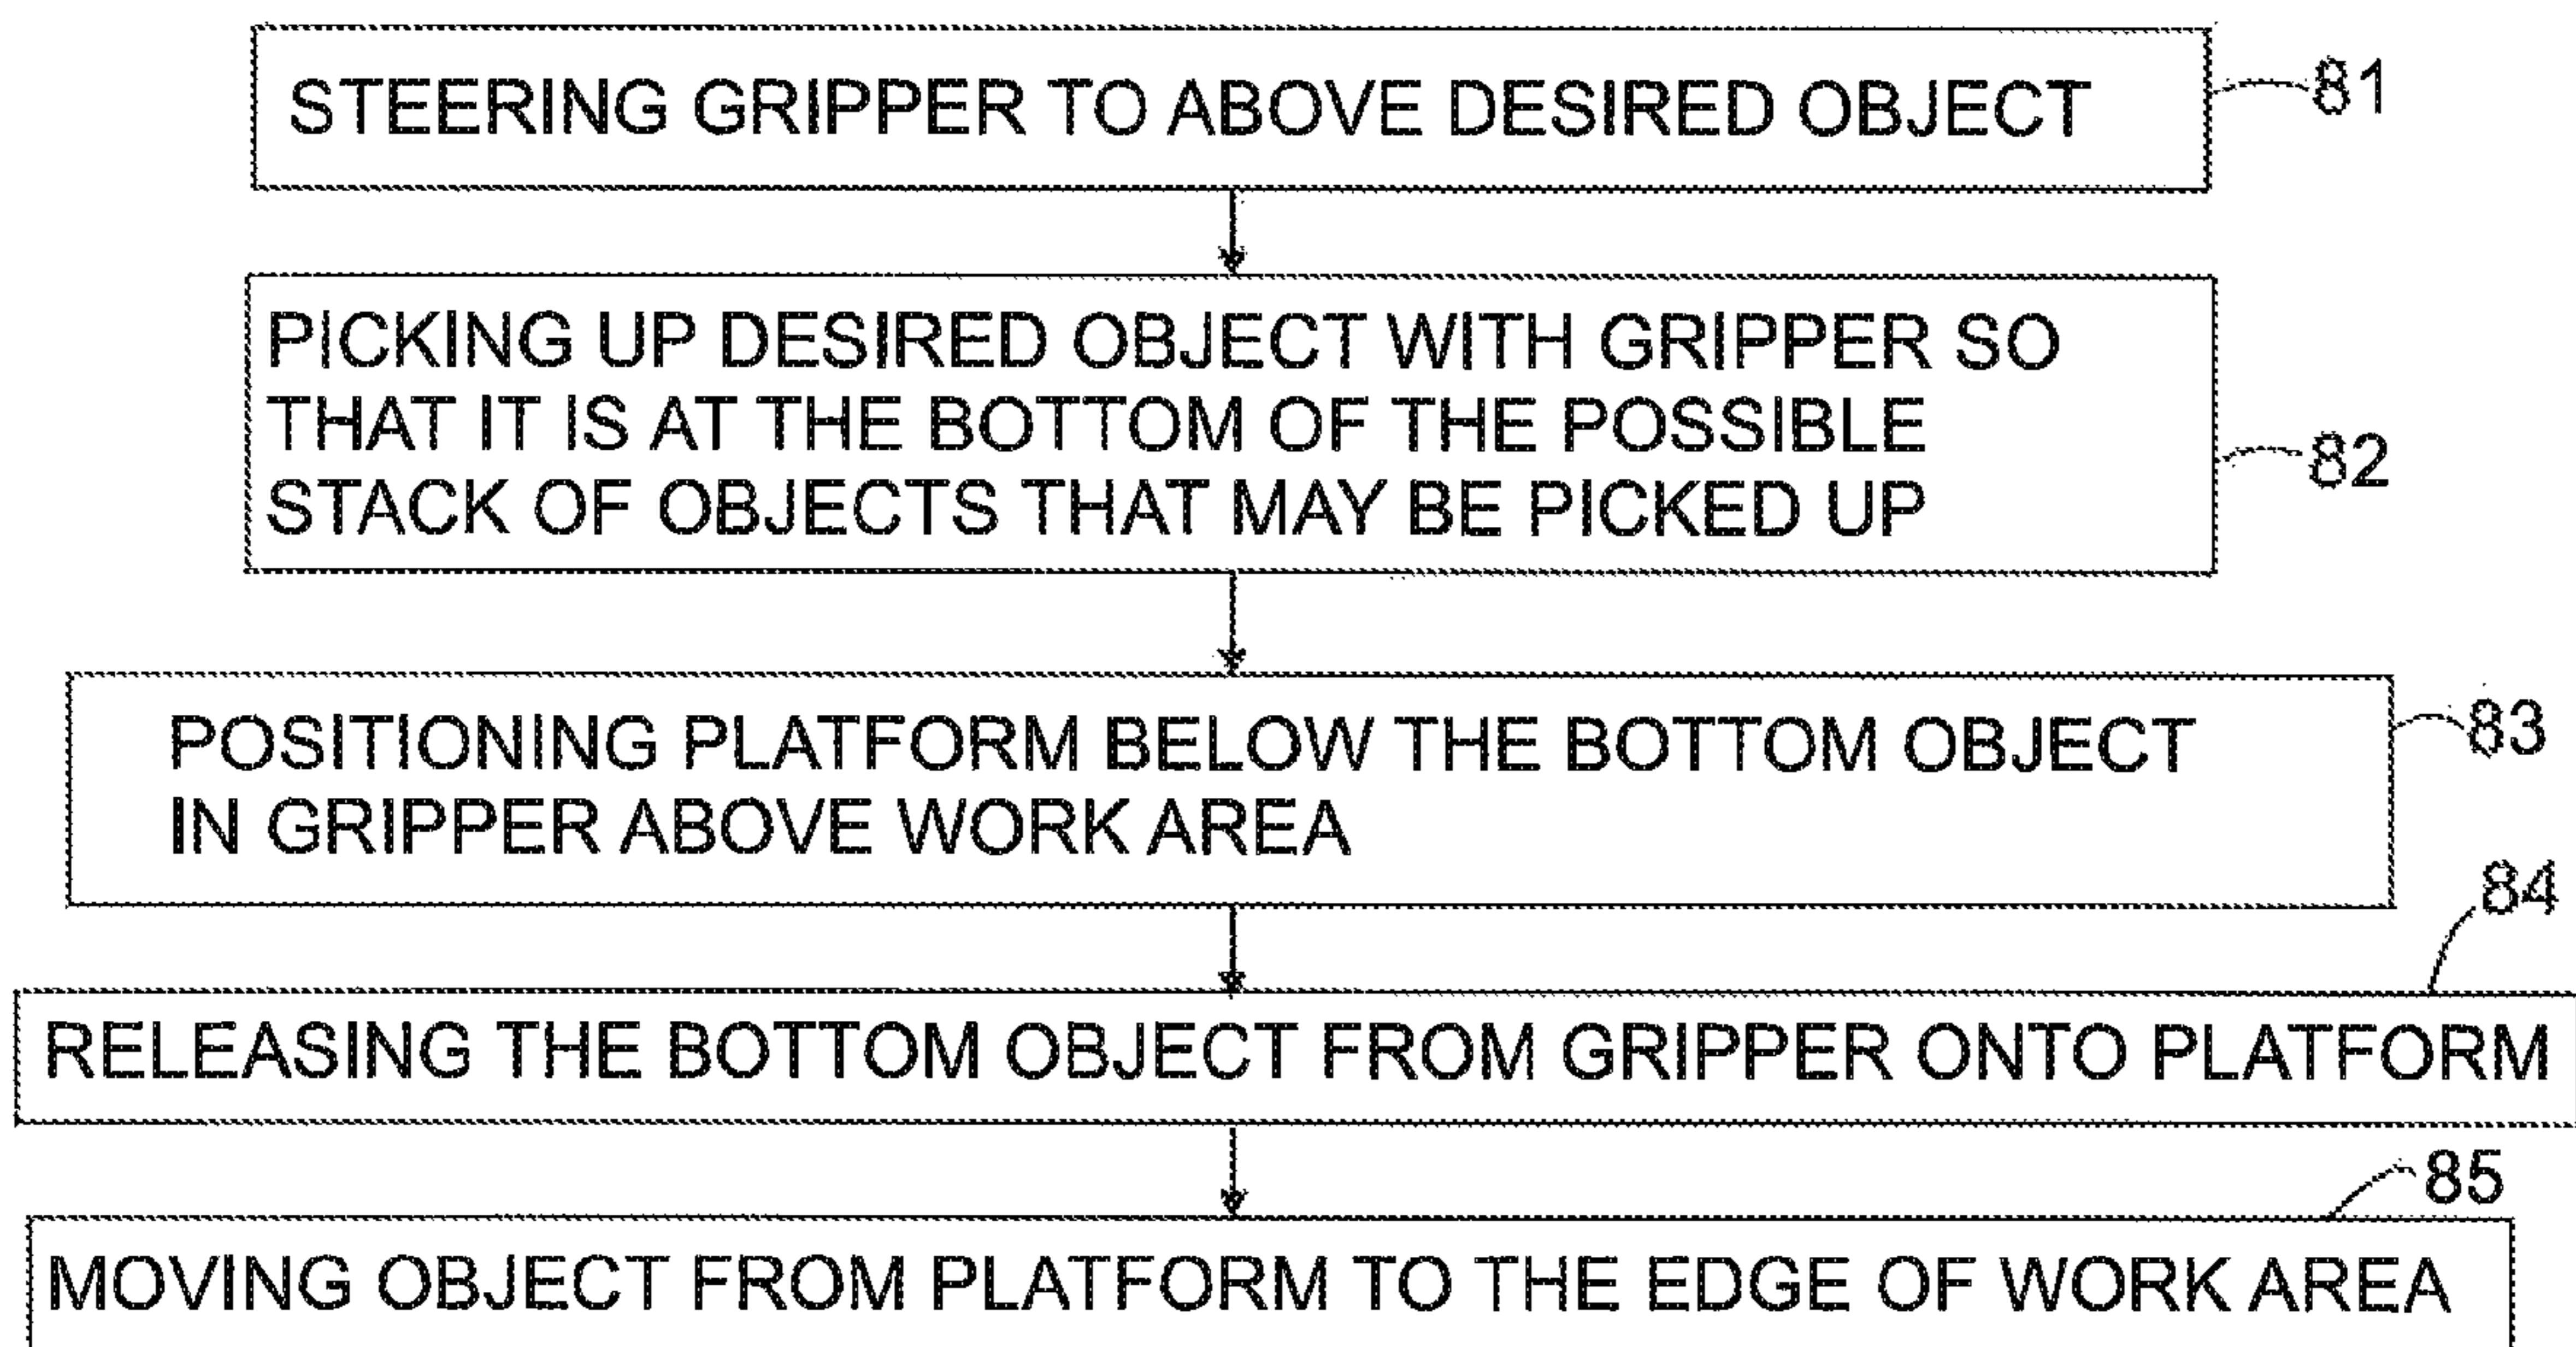 STEERING GRIPPER TO ABOVE DESIRED OBJECT
81
PICKING UP DESIRED OBJECT WITH GRIPPER SO
THAT IT IS AT THE BOTTOM OF THE POSSIBLE
STACK OF OBJECTS THAT MAY BE PICKED UP
82
POSITIONING PLATFORM BELOW THE BOTTOM OBJECT
IN GRIPPER ABOVE WORK AREA
83
84
RELEASING THE BOTTOM OBJECT FROM GRIPPER ONTO PLATFORM
85
MOVING OBJECT FROM PLATFORM TO THE EDGE OF WORK AREA